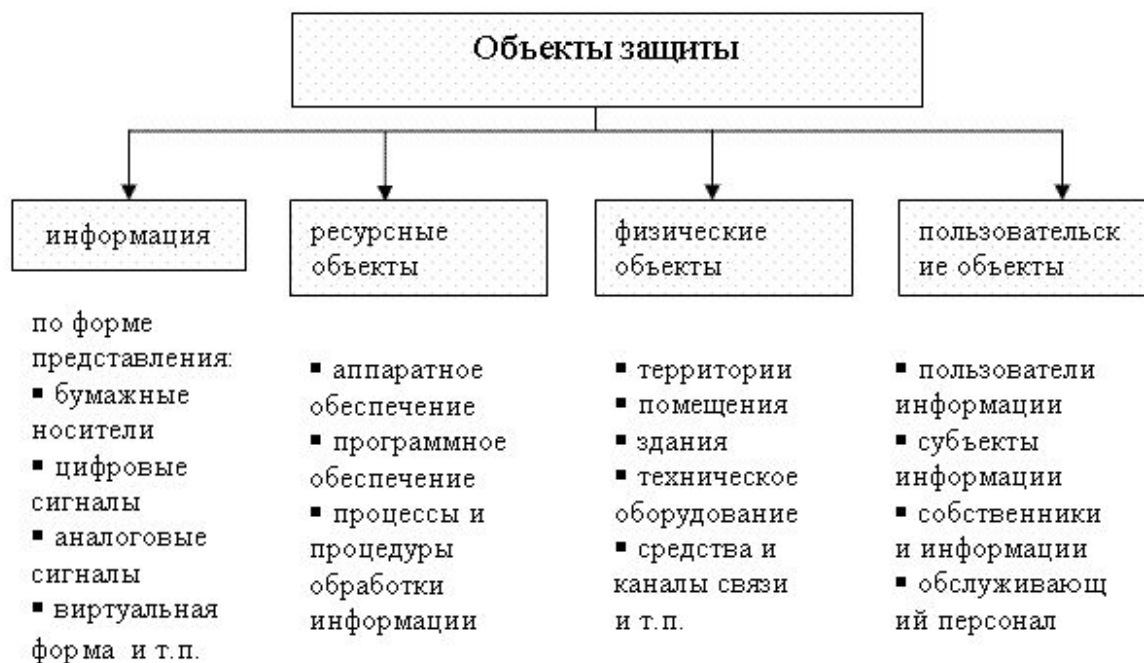 Объекты защиты
информация
ресурсные
объекты
физические
объекты
пользовательск
ие объекты
по форме
представления:
▪ бумажные
носители
▪ цифровые
сигналы
▪ аналоговые
сигналы
▪ виртуальная
форма и т.п.
▪ аппаратное
обеспечение
▪ программное
обеспечение
▪ процессы и
процедуры
обработки
информации
▪ территории
▪ помещения
▪ здания
▪ техническое
оборудование
▪ средства и
каналы связи
и т.п.
▪ пользователи
информации
▪ субъекты
информации
▪ собственники
и информации
▪ обслуживающ
ий персонал